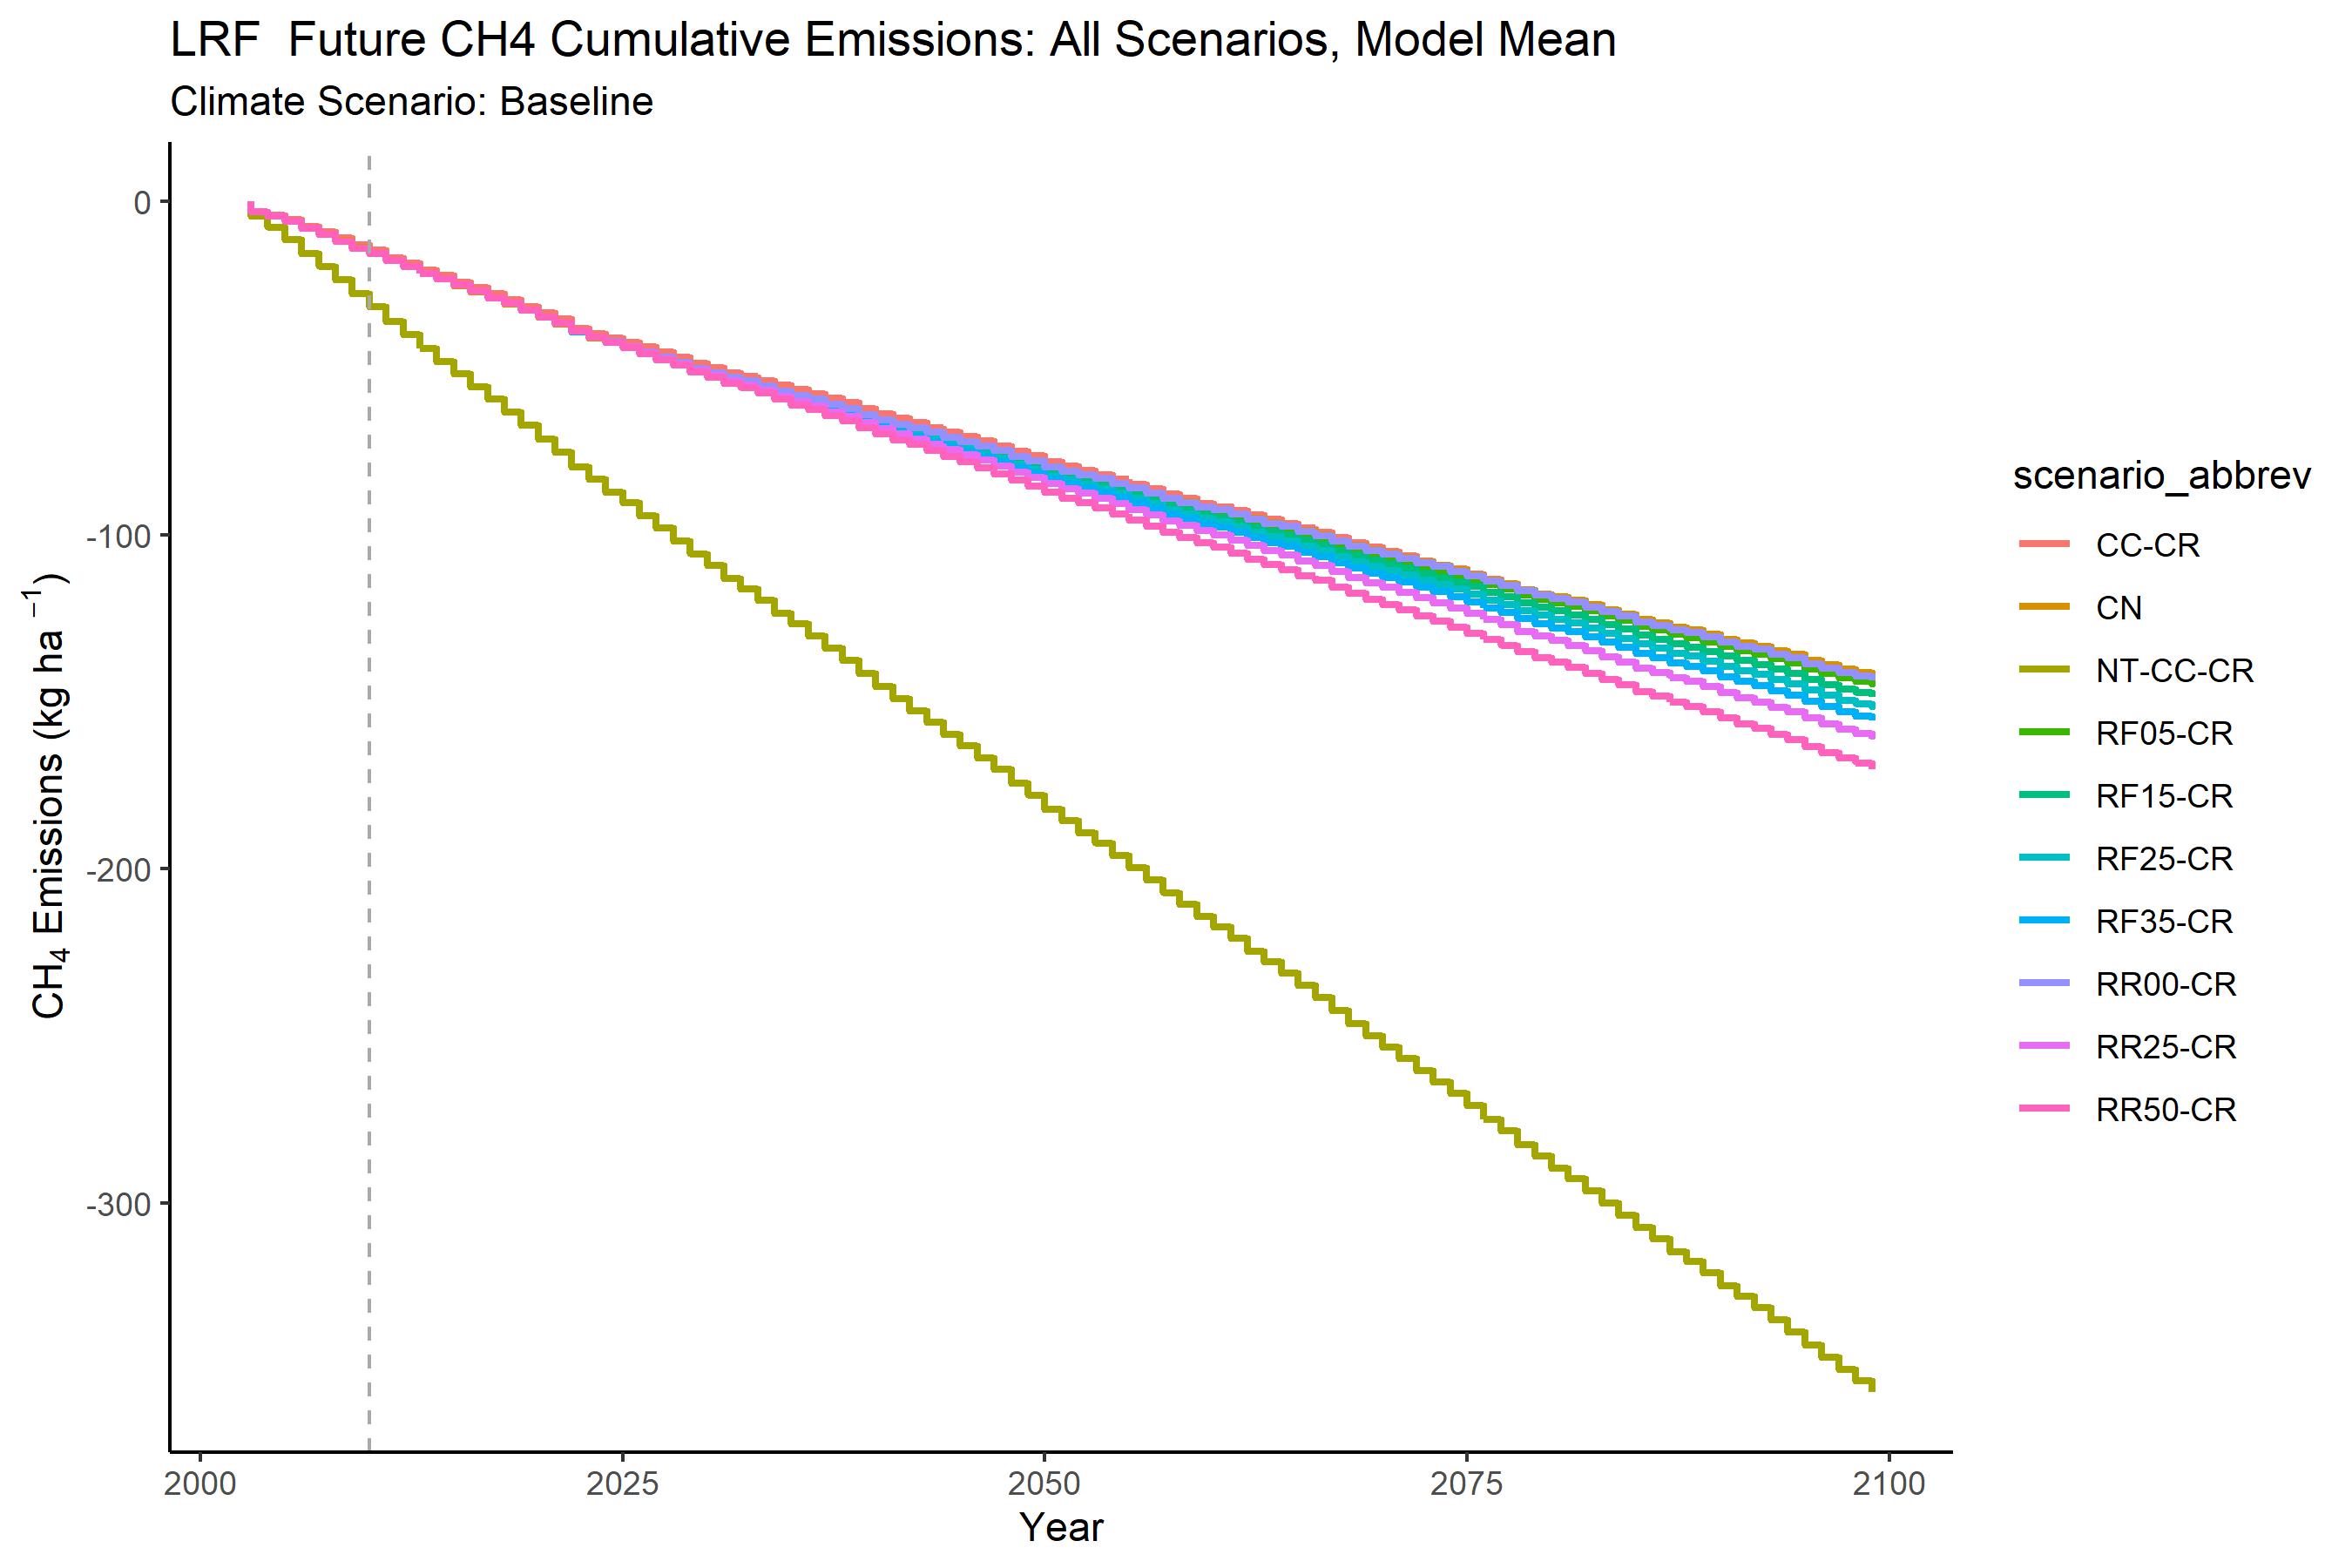 LRF  Future CH4 Cumulative Emissions: All Scenarios, Model Mean
Climate Scenario: Baseline
CH₄ Emissions (kg ha ⁻¹)
0
-100
-200
-300
2000 2025 2050 2075 2100
Year
scenario_abbrev
CC-CR
CN
NT-CC-CR
RF05-CR
RF15-CR
RF25-CR
RF35-CR
RR00-CR
RR25-CR
RR50-CR